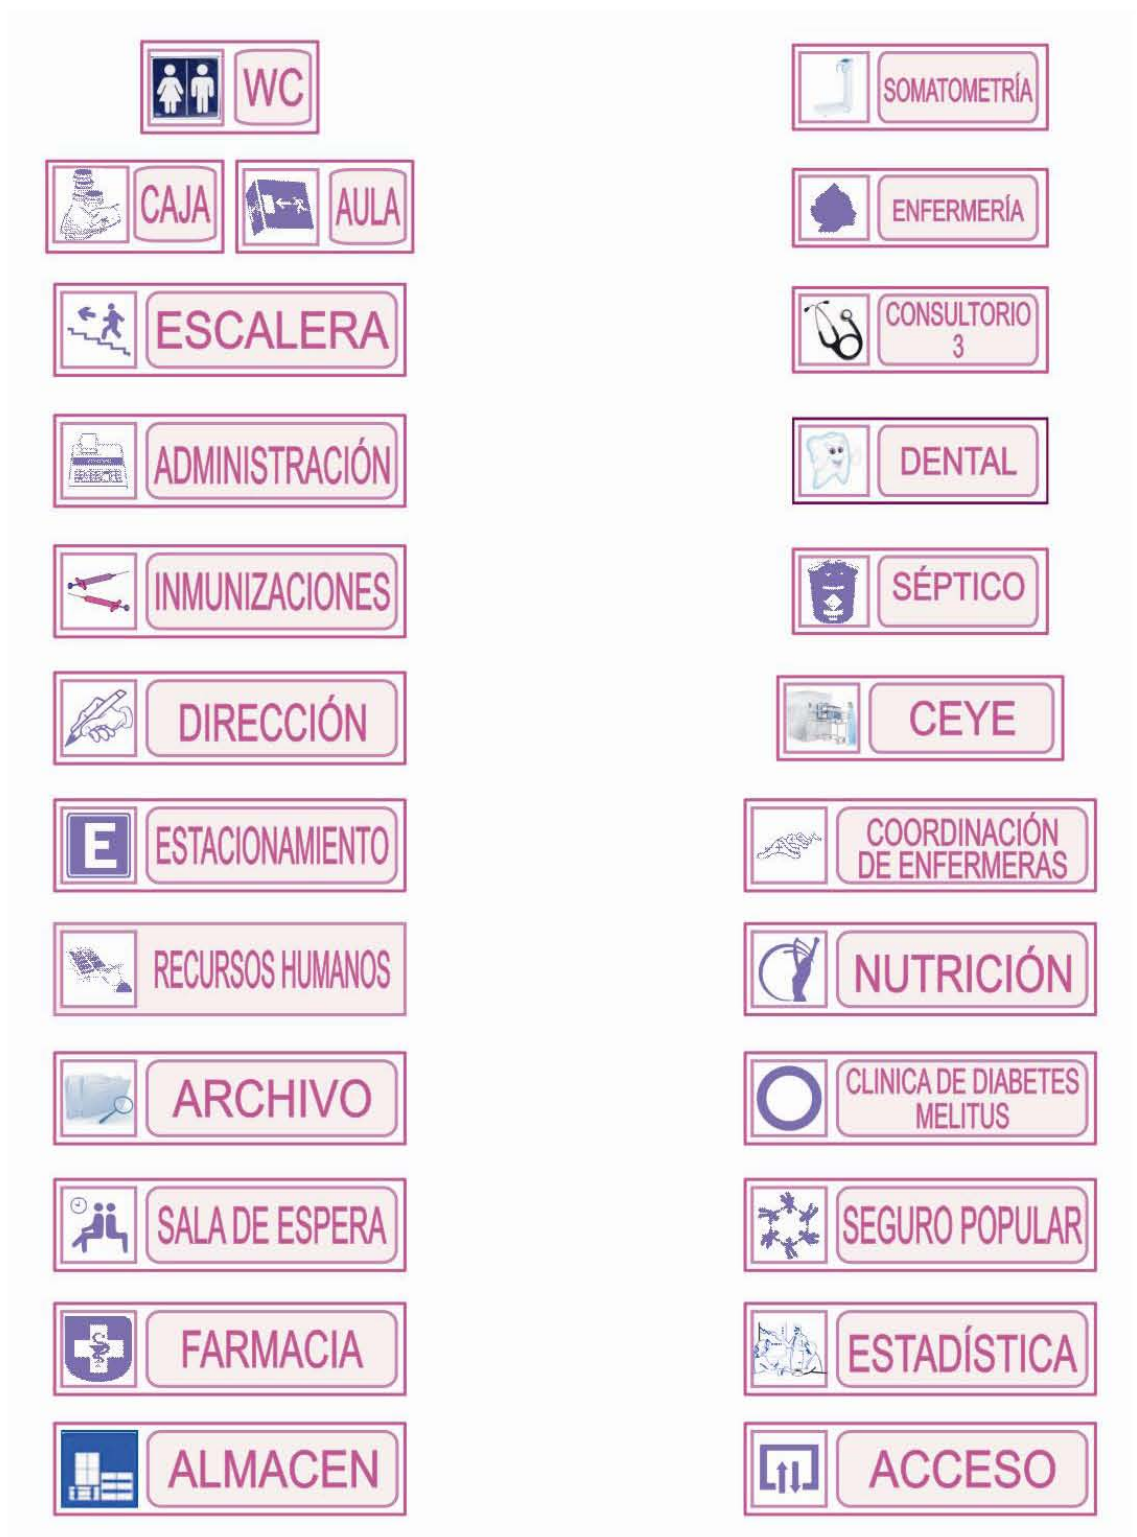 WC
CAJA
AULA
ESCALERA
ADMINISTRACIÓN
INMUNIZACIONES
DIRECCIÓN
E
ESTACIONAMIENTO
RECURSOS HUMANOS
ARCHIVO
SALA DE ESPERA
FARMACIA
ALMACEN
SOMATOMETRÍA
ENFERMERÍA
CONSULTORIO
3
DENTAL
SÉPTICO
CEYE
COORDINACIÓN
DE ENFERMERAS
NUTRICIÓN
CLINICA DE DIABETES
MELITUS
SEGURO POPULAR
ESTADÍSTICA
ACCESO